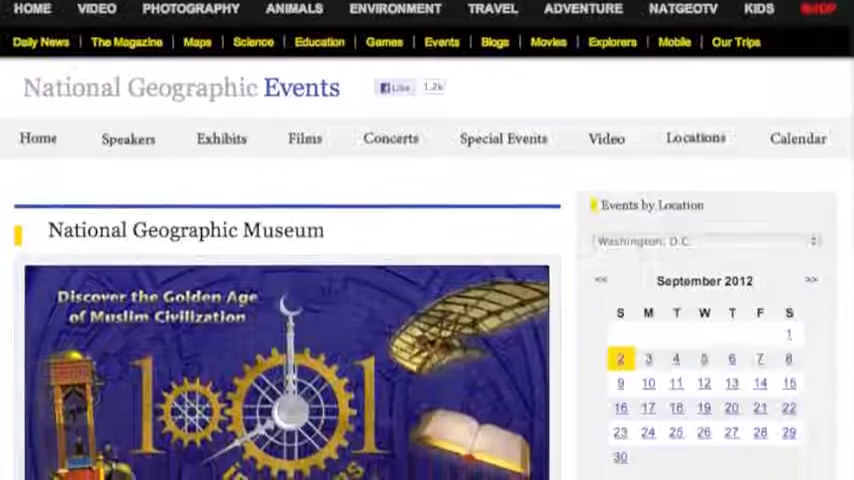 HOME VIDEO PHOTOGRAPHY ANIMALS ENVIRONMENT TRAVEL ADVENTURE NATGEOTV KIDS SHOP
Daily News | The Magazine | Maps | Science | Education | Games | Events | Blogs | Movies | Explorers | Mobile | Our Trips
National Geographic Events Like 1.2k
Home Speakers Exhibits Films Concerts Special Events Video Locations Calendar
National Geographic Museum
Discover the Golden Age
of Muslim Civilization
1001
Events by Location
Washington, D.C.
<< September 2012 >>
S M T W T F S
1
2 3 4 5 6 7 8
9 10 11 12 13 14 15
16 17 18 19 20 21 22
23 24 25 26 27 28 29
30